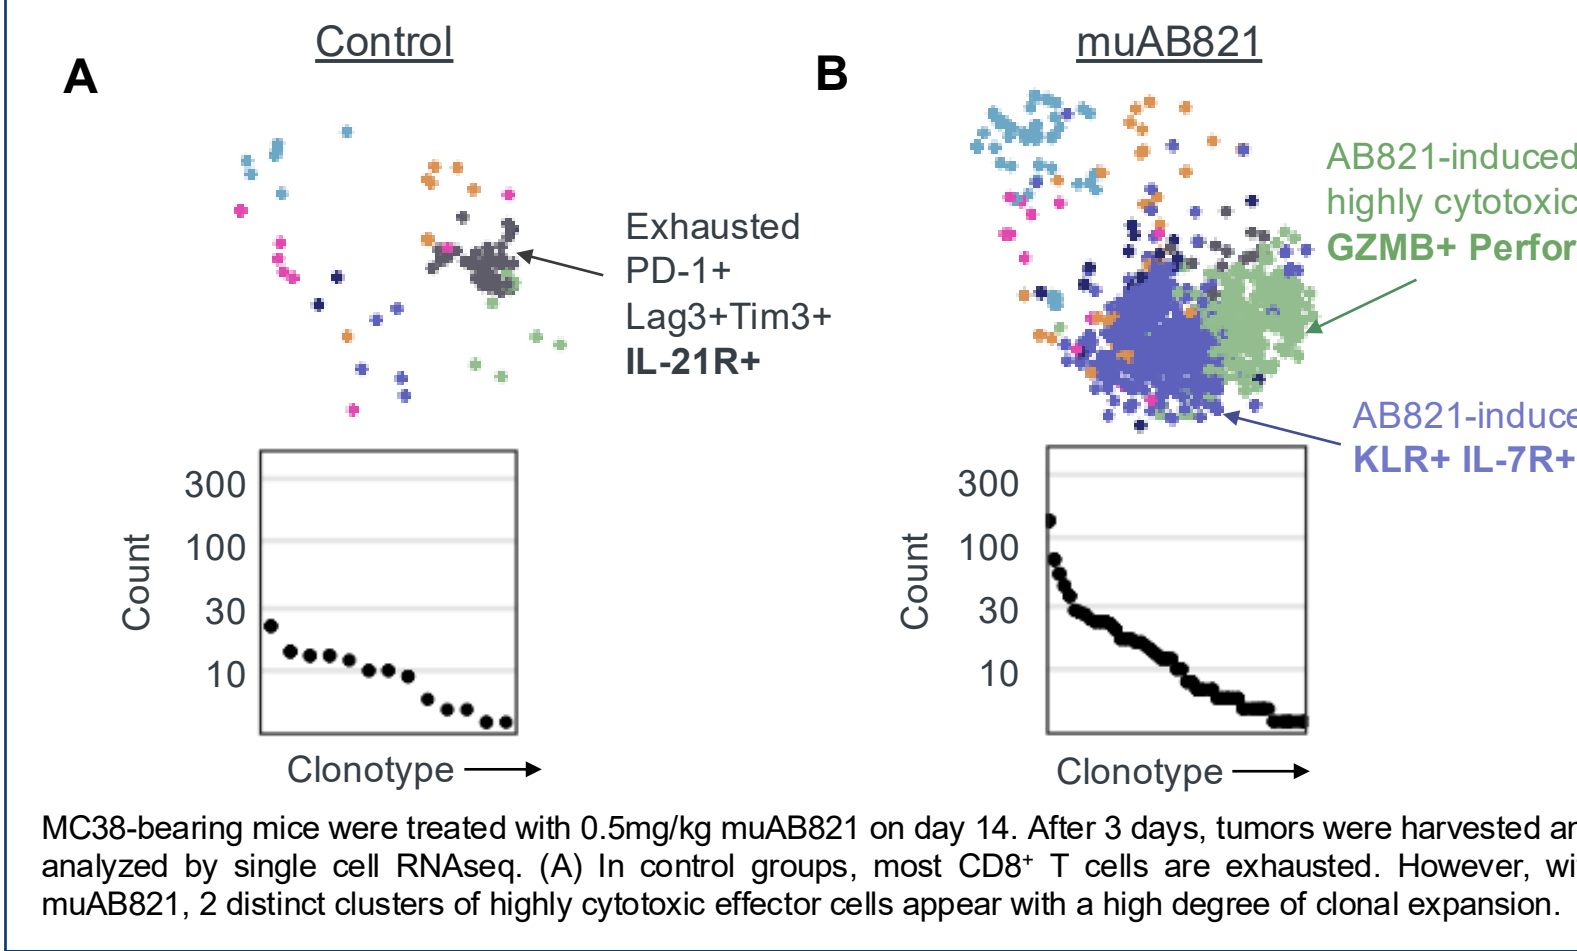 A
Control
B
muAB821
Exhausted
PD-1+
Lag3+Tim3+
IL-21R+
AB821-induced
highly cytotoxic
GZMB+ Perfor
AB821-induce
KLR+ IL-7R+
300
100
30
10
Count
Clonotype
300
100
30
10
Count
Clonotype
MC38-bearing mice were treated with 0.5mg/kg muAB821 on day 14. After 3 days, tumors were harvested an
analyzed by single cell RNAseq. (A) In control groups, most CD8⁺ T cells are exhausted. However, wi
muAB821, 2 distinct clusters of highly cytotoxic effector cells appear with a high degree of clonal expansion.